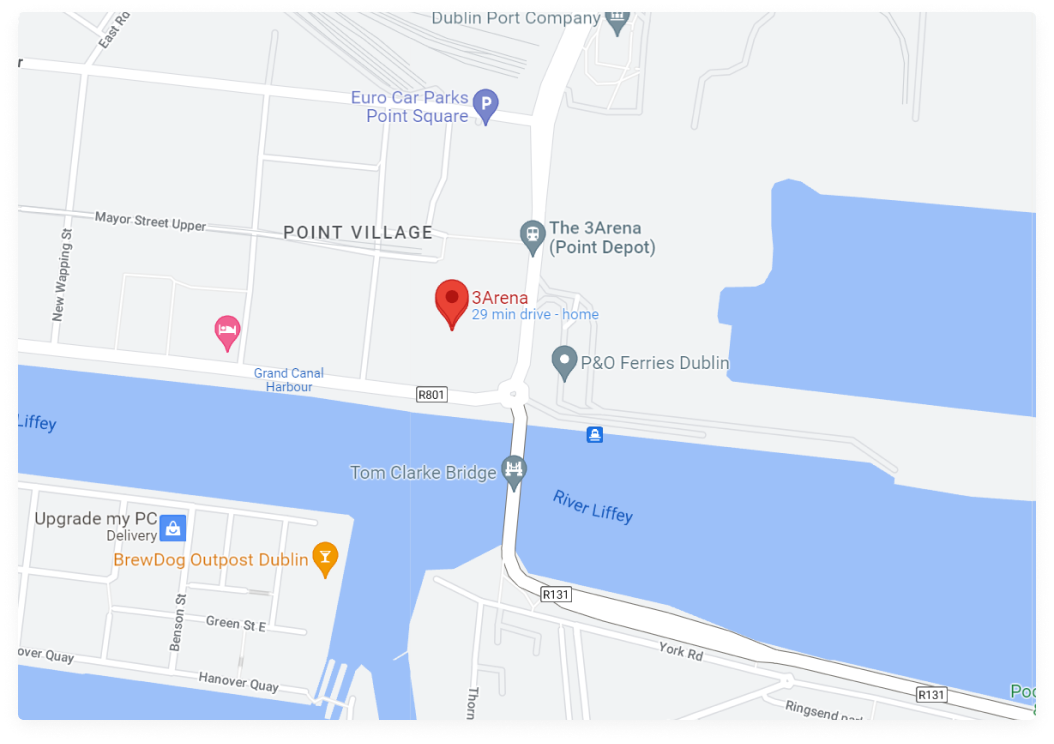 Dublin Port Company
East Rd
r
Euro Car Parks
Point Square
P
Mayor Street Upper
POINT VILLAGE
The 3Arena
(Point Depot)
New Wapping St
3Arena
29 min drive - home
P&O Ferries Dublin
Grand Canal
Harbour
R801
Liffey
Tom Clarke Bridge
River Liffey
Upgrade my PC
Delivery
BrewDog Outpost Dublin
R131
Benson St
Green St E
York Rd
over Quay
Hanover Quay
Thorn
R131
Poo
Ringsend park